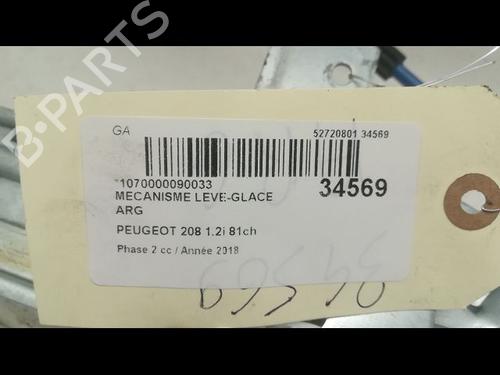 GA
52720801 34569
1070000090033
34569
MECANISME LEVE-GLACE
ARG
PEUGEOT 208 1.2i 81ch
Phase 2 cc / Année 2018
34569
B-PARTS